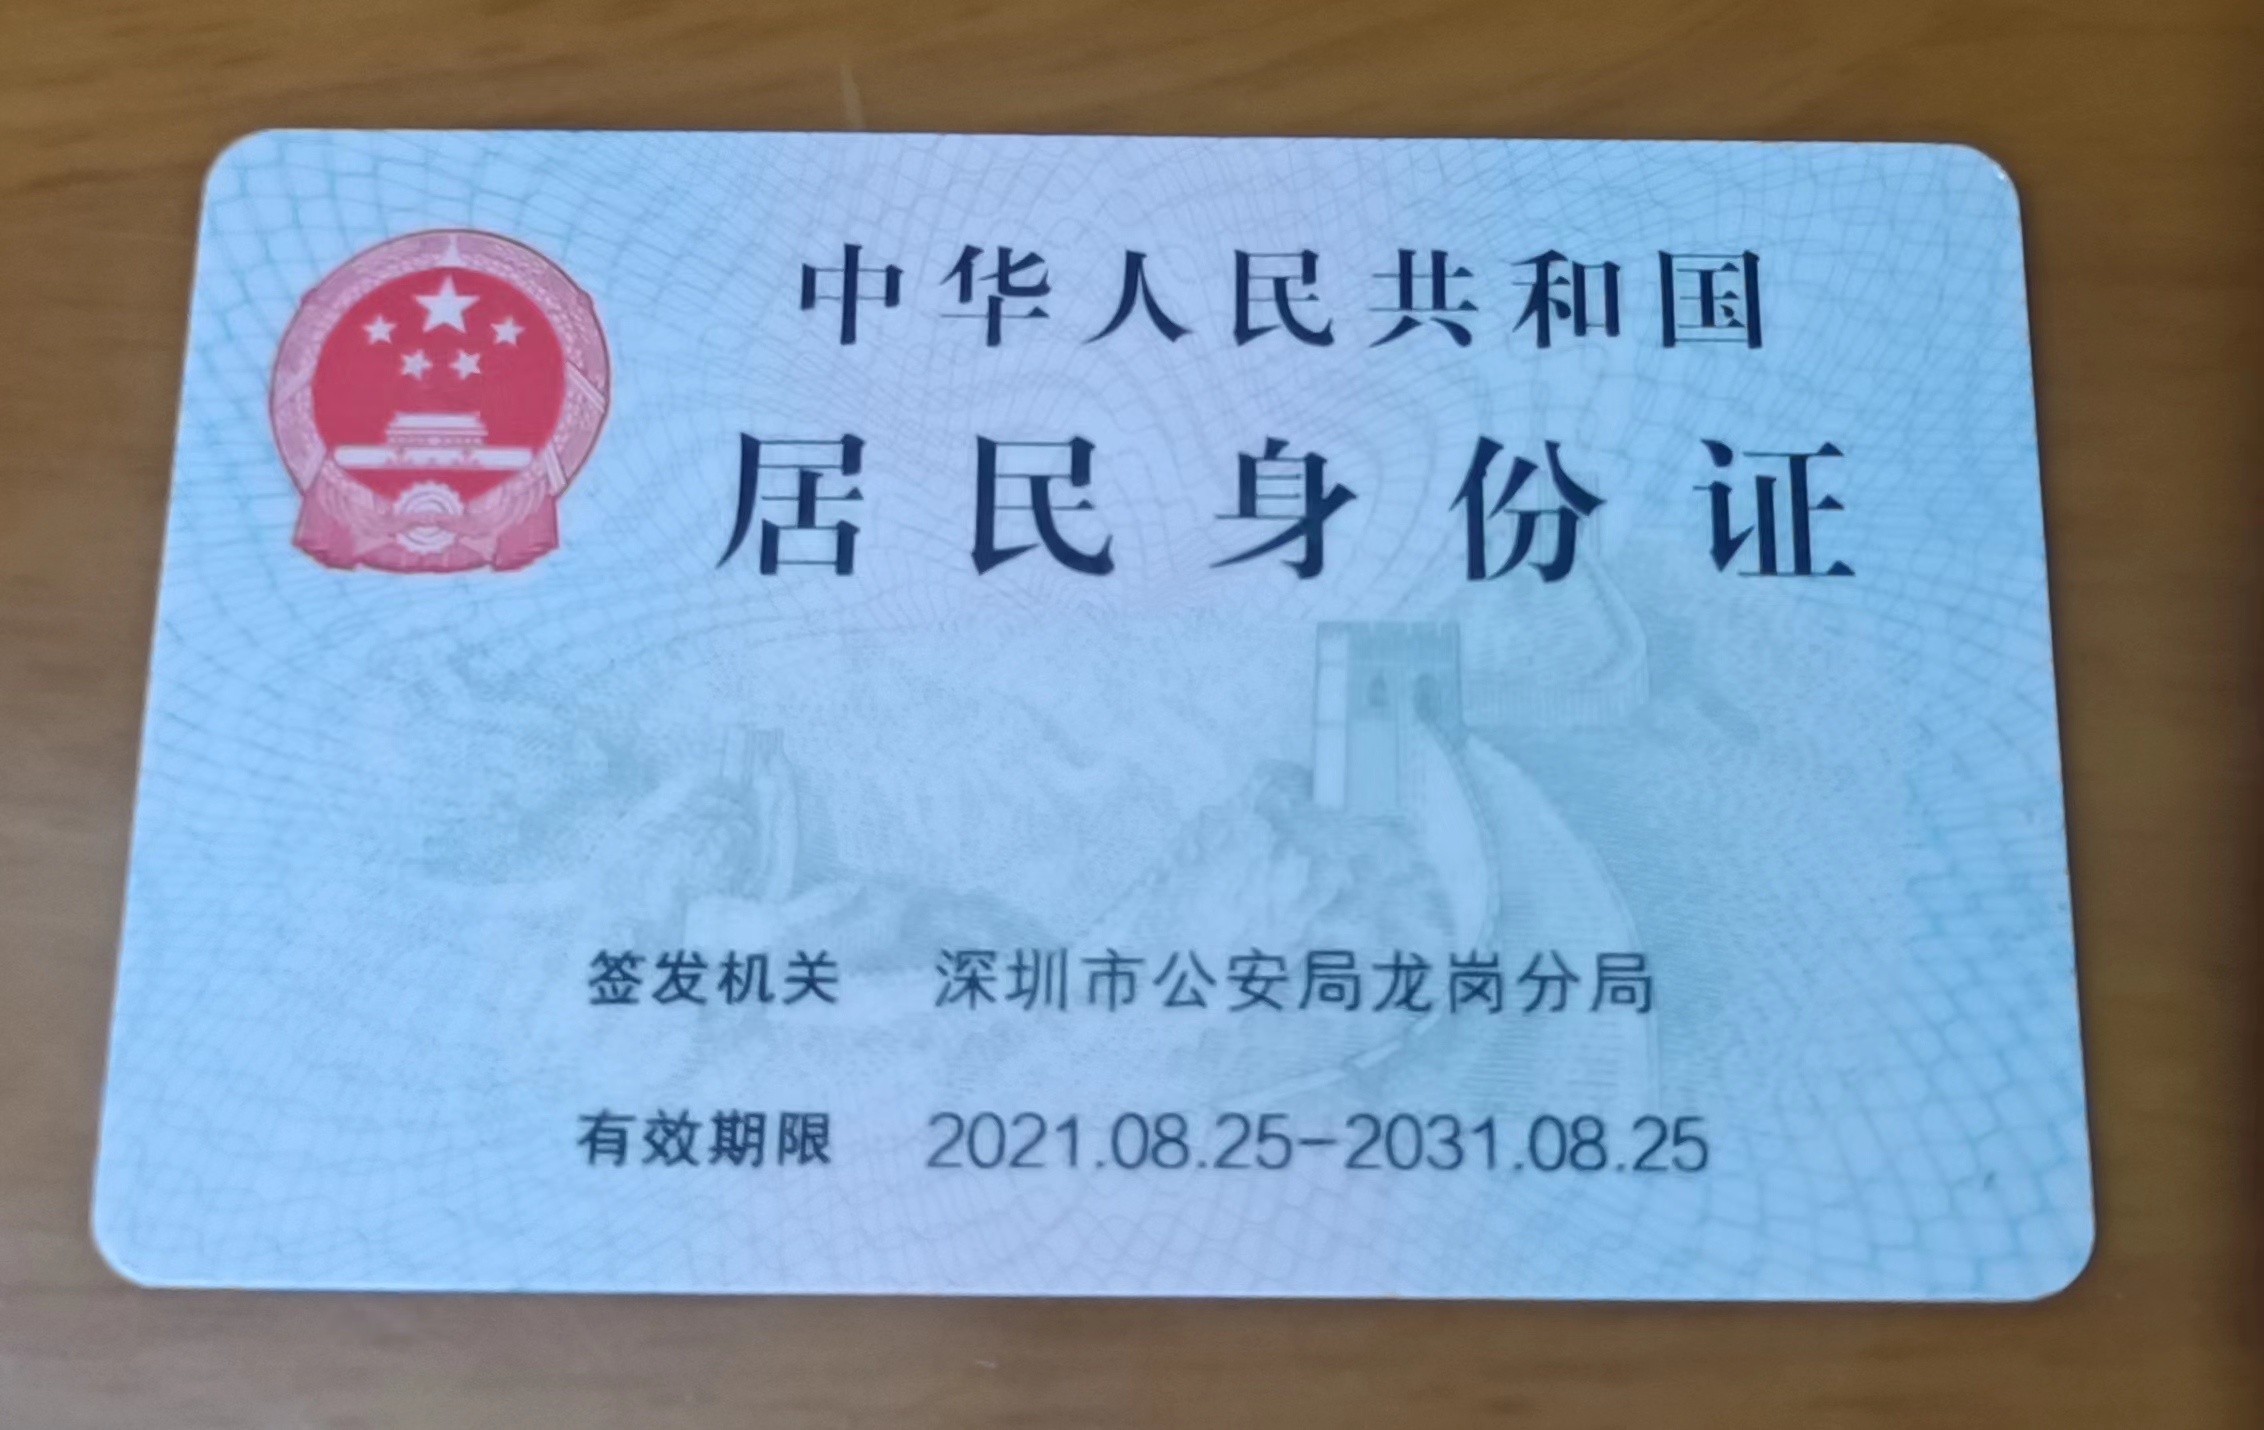 中华人民共和国
居民身份证
签发机关 深圳市公安局龙岗分局
有效期限 2021.08.25-2031.08.25